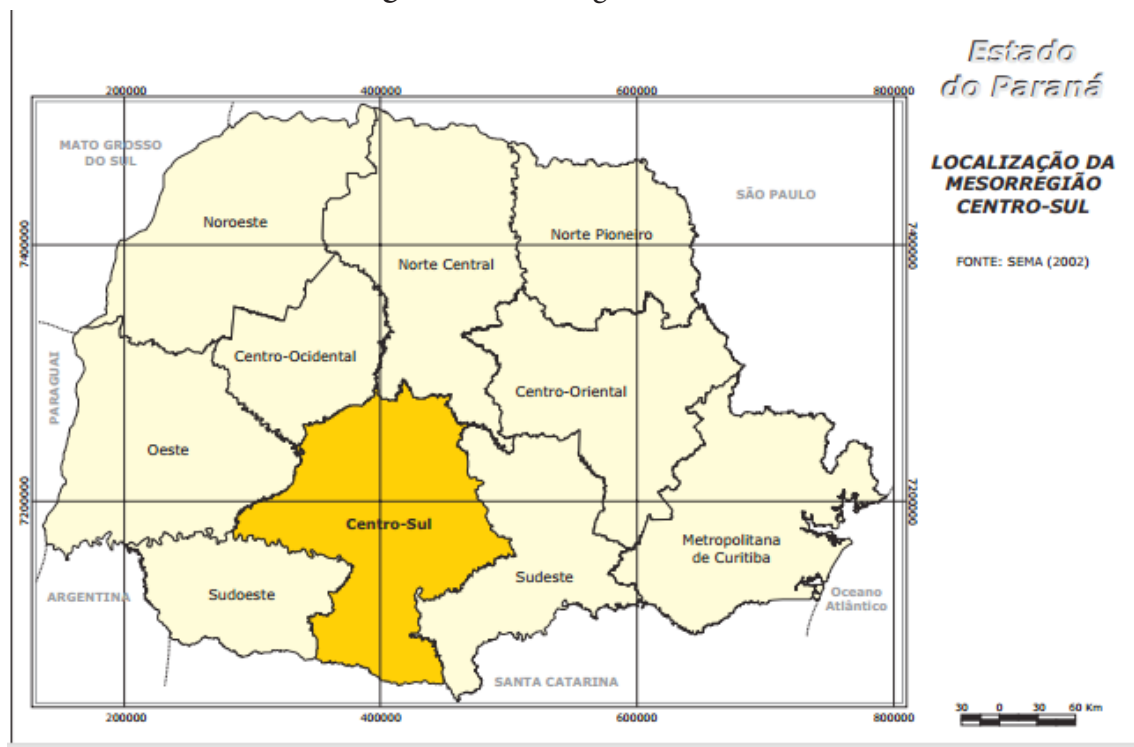 Estado
do Paraná
LOCALIZAÇÃO DA
MESORREGIÃO
CENTRO-SUL
FONTE: SEMA (2002)
200000
400000
600000
800000
MATO GROSSO
DO SUL
SÃO PAULO
Noroeste
Norte Pioneiro
7400000
7400000
Norte Central
Centro-Ocidental
PARAGUAI
Centro-Oriental
Oeste
7200000
7200000
Centro-Sul
Metropolitana
de Curitiba
Sudeste
ARGENTINA
Sudoeste
Oceano
Atlântico
SANTA CATARINA
200000
400000
600000
800000
30 0 30 60 Km